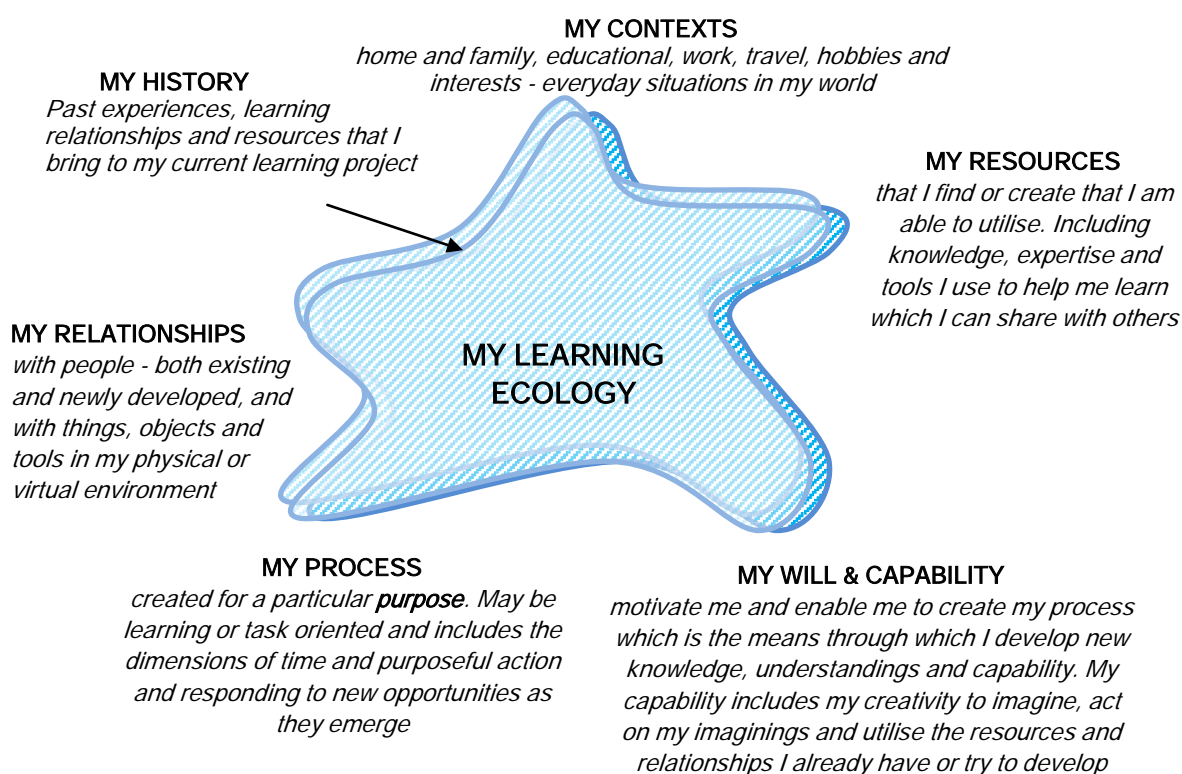 MY CONTEXTS
home and family, educational, work, travel, hobbies and
interests - everyday situations in my world
MY HISTORY
Past experiences, learning
relationships and resources that I
bring to my current learning project
MY RESOURCES
that I find or create that I am
able to utilise. Including
knowledge, expertise and
tools I use to help me learn
which I can share with others
MY RELATIONSHIPS
with people - both existing
and newly developed, and
with things, objects and
tools in my physical or
virtual environment
MY LEARNING
ECOLOGY
MY PROCESS
created for a particular purpose. May be
learning or task oriented and includes the
dimensions of time and purposeful action
and responding to new opportunities as
they emerge
MY WILL & CAPABILITY
motivate me and enable me to create my process
which is the means through which I develop new
knowledge, understandings and capability. My
capability includes my creativity to imagine, act
on my imaginings and utilise the resources and
relationships I already have or try to develop